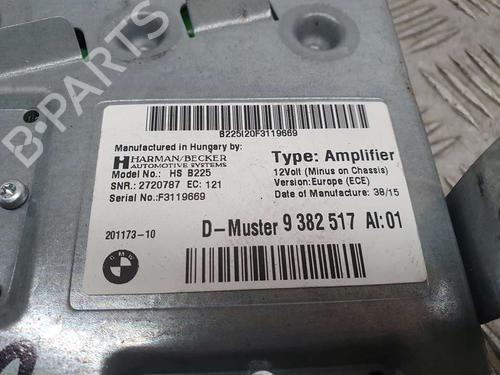 B-PARTS
B225I20F3119669
Manufactured in Hungary by:
HARMAN/BECKER
AUTOMOTIVE SYSTEMS
Model No.: HS B225
SNR.: 2720787 EC: 121
Serial No.:F3119669
Type: Amplifier
12Volt (Minus on Chassis)
Version:Europe (ECE)
Date of Manufacture: 38/15
201173-10
D-Muster 9 382 517 AI:01
BMW